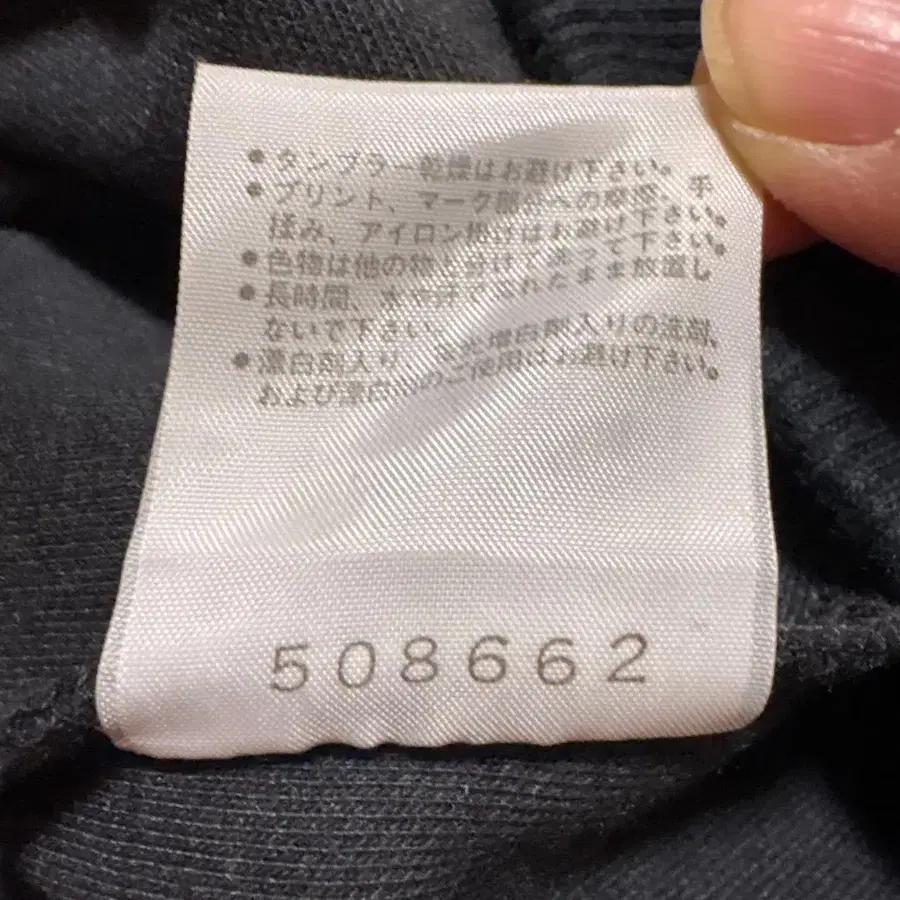 ●タンブラー乾燥はお避け下さい。
●プリント、マーク部分への摩擦、手
揉み、アイロン掛けはお避け下さい。
●色物は他の物と分けて洗って下さい。
●長時間、水や汗でぬれたまま放置し
ないで下さい。
●漂白剤入り、蛍光増白剤入りの洗剤、
および漂白剤のご使用はお避け下さい。
508662